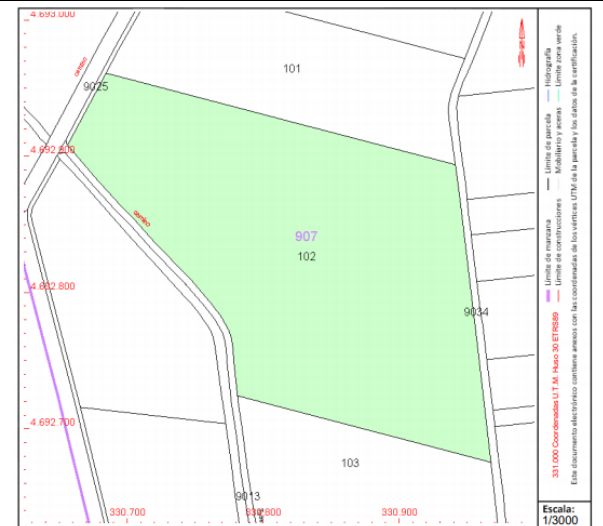 4.693.000
101
camino
9025
4.692.900
camino
907
102
4.692.800
9034
4.692.700
103
9013
330.700
330.800
330.900
331.000 Coordenadas U.T.M. Huso 30 ETRS89
Límite de manzana
Límite de construcciones
Límite de parcela
Mobiliario y aceras
Hidrografía
Límite zona verde
Este documento electrónico contiene anexos con las coordenadas de los vértices UTM de la parcela y los datos de la certificación.
Escala:
1/3000